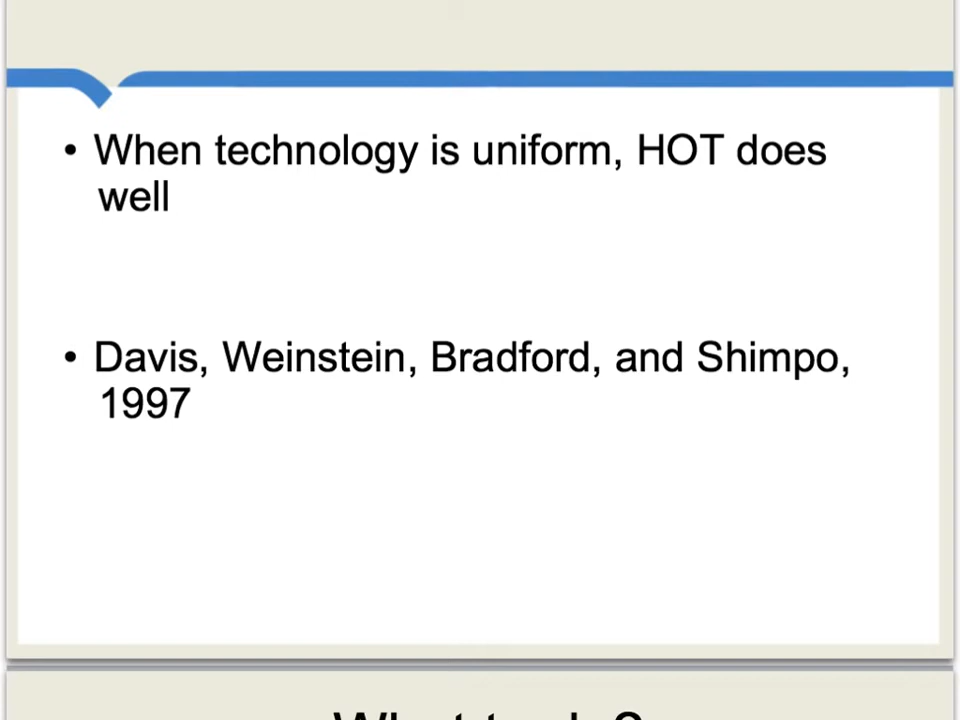 • When technology is uniform, HOT does
well
• Davis, Weinstein, Bradford, and Shimpo,
1997